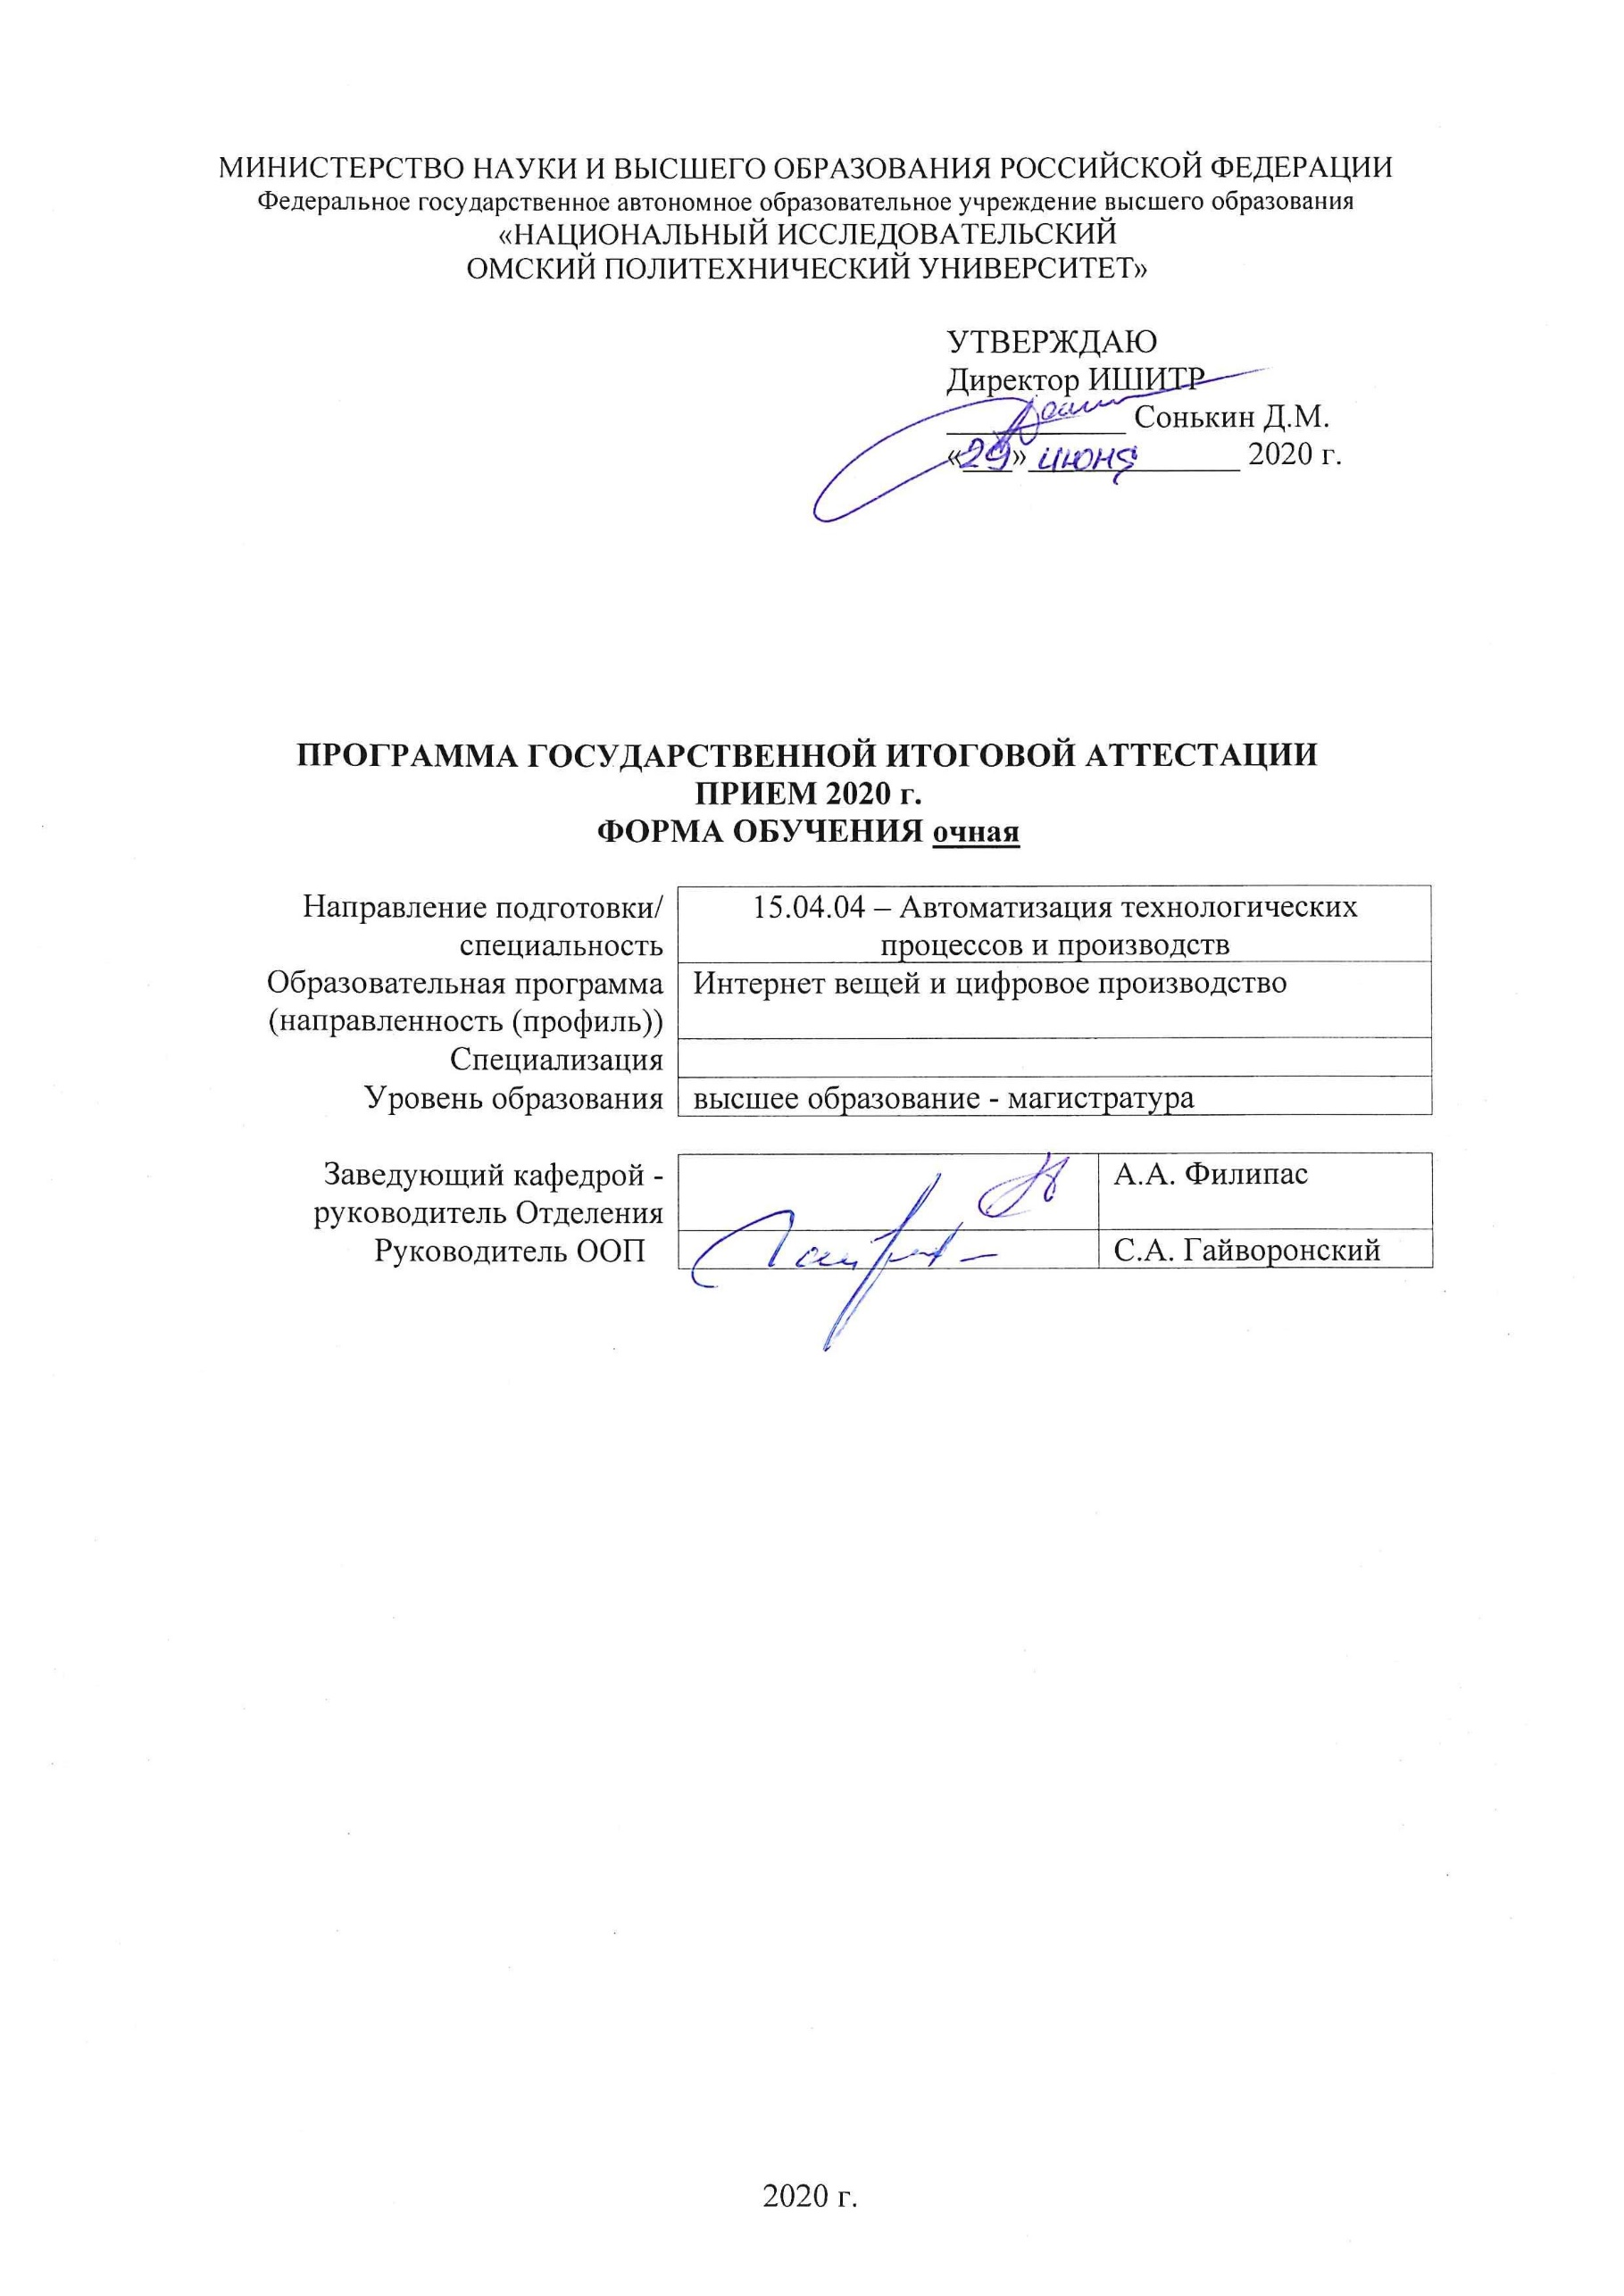 МИНИСТЕРСТВО НАУКИ И ВЫСШЕГО ОБРАЗОВАНИЯ РОССИЙСКОЙ ФЕДЕРАЦИИ
Федеральное государственное автономное образовательное учреждение высшего образования
«НАЦИОНАЛЬНЫЙ ИССЛЕДОВАТЕЛЬСКИЙ
ОМСКИЙ ПОЛИТЕХНИЧЕСКИЙ УНИВЕРСИТЕТ»
УТВЕРЖДАЮ
Директор ИШИТР
Сонькин Д.М.
«29» июня 2020 г.
ПРОГРАММА ГОСУДАРСТВЕННОЙ ИТОГОВОЙ АТТЕСТАЦИИ
ПРИЕМ 2020 г.
ФОРМА ОБУЧЕНИЯ очная
Направление подготовки/ 15.04.04 – Автоматизация технологических
специальность процессов и производств
Образовательная программа Интернет вещей и цифровое производство
(направленность (профиль))
Специализация
Уровень образования высшее образование - магистратура
Заведующий кафедрой - А.А. Филипас
руководитель Отделения
Руководитель ООП С.А. Гайворонский
2020 г.